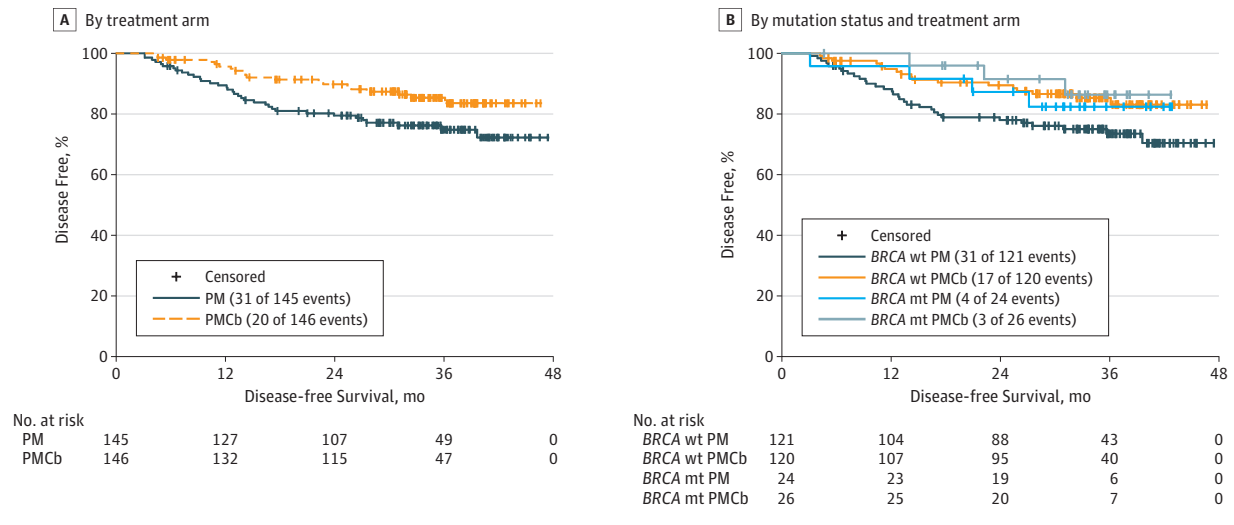 A By treatment arm
100
80
60
40
20
0
Disease Free, %
Censored
PM (31 of 145 events)
PMCb (20 of 146 events)
0 12 24 36 48
Disease-free Survival, mo
No. at risk
PM 145 127 107 49 0
PMCb 146 132 115 47 0
B By mutation status and treatment arm
100
80
60
40
20
0
Disease Free, %
Censored
BRCA wt PM (31 of 121 events)
BRCA wt PMCb (17 of 120 events)
BRCA mt PM (4 of 24 events)
BRCA mt PMCb (3 of 26 events)
0 12 24 36 48
Disease-free Survival, mo
No. at risk
BRCA wt PM 121 104 88 43 0
BRCA wt PMCb 120 107 95 40 0
BRCA mt PM 24 23 19 6 0
BRCA mt PMCb 26 25 20 7 0